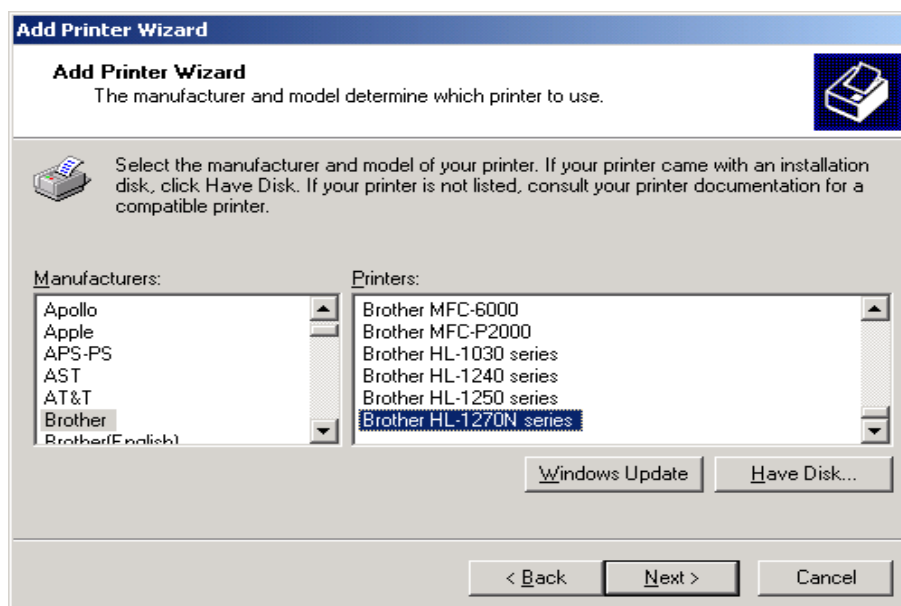 Add Printer Wizard
Add Printer Wizard
The manufacturer and model determine which printer to use.
Select the manufacturer and model of your printer. If your printer came with an installation
disk, click Have Disk. If your printer is not listed, consult your printer documentation for a
compatible printer.
Manufacturers:
Apollo
Apple
APS-PS
AST
AT&T
Brother
Brother(English)
Printers:
Brother MFC-6000
Brother MFC-P2000
Brother HL-1030 series
Brother HL-1240 series
Brother HL-1250 series
Brother HL-1270N series
Windows Update
Have Disk...
< Back
Next >
Cancel